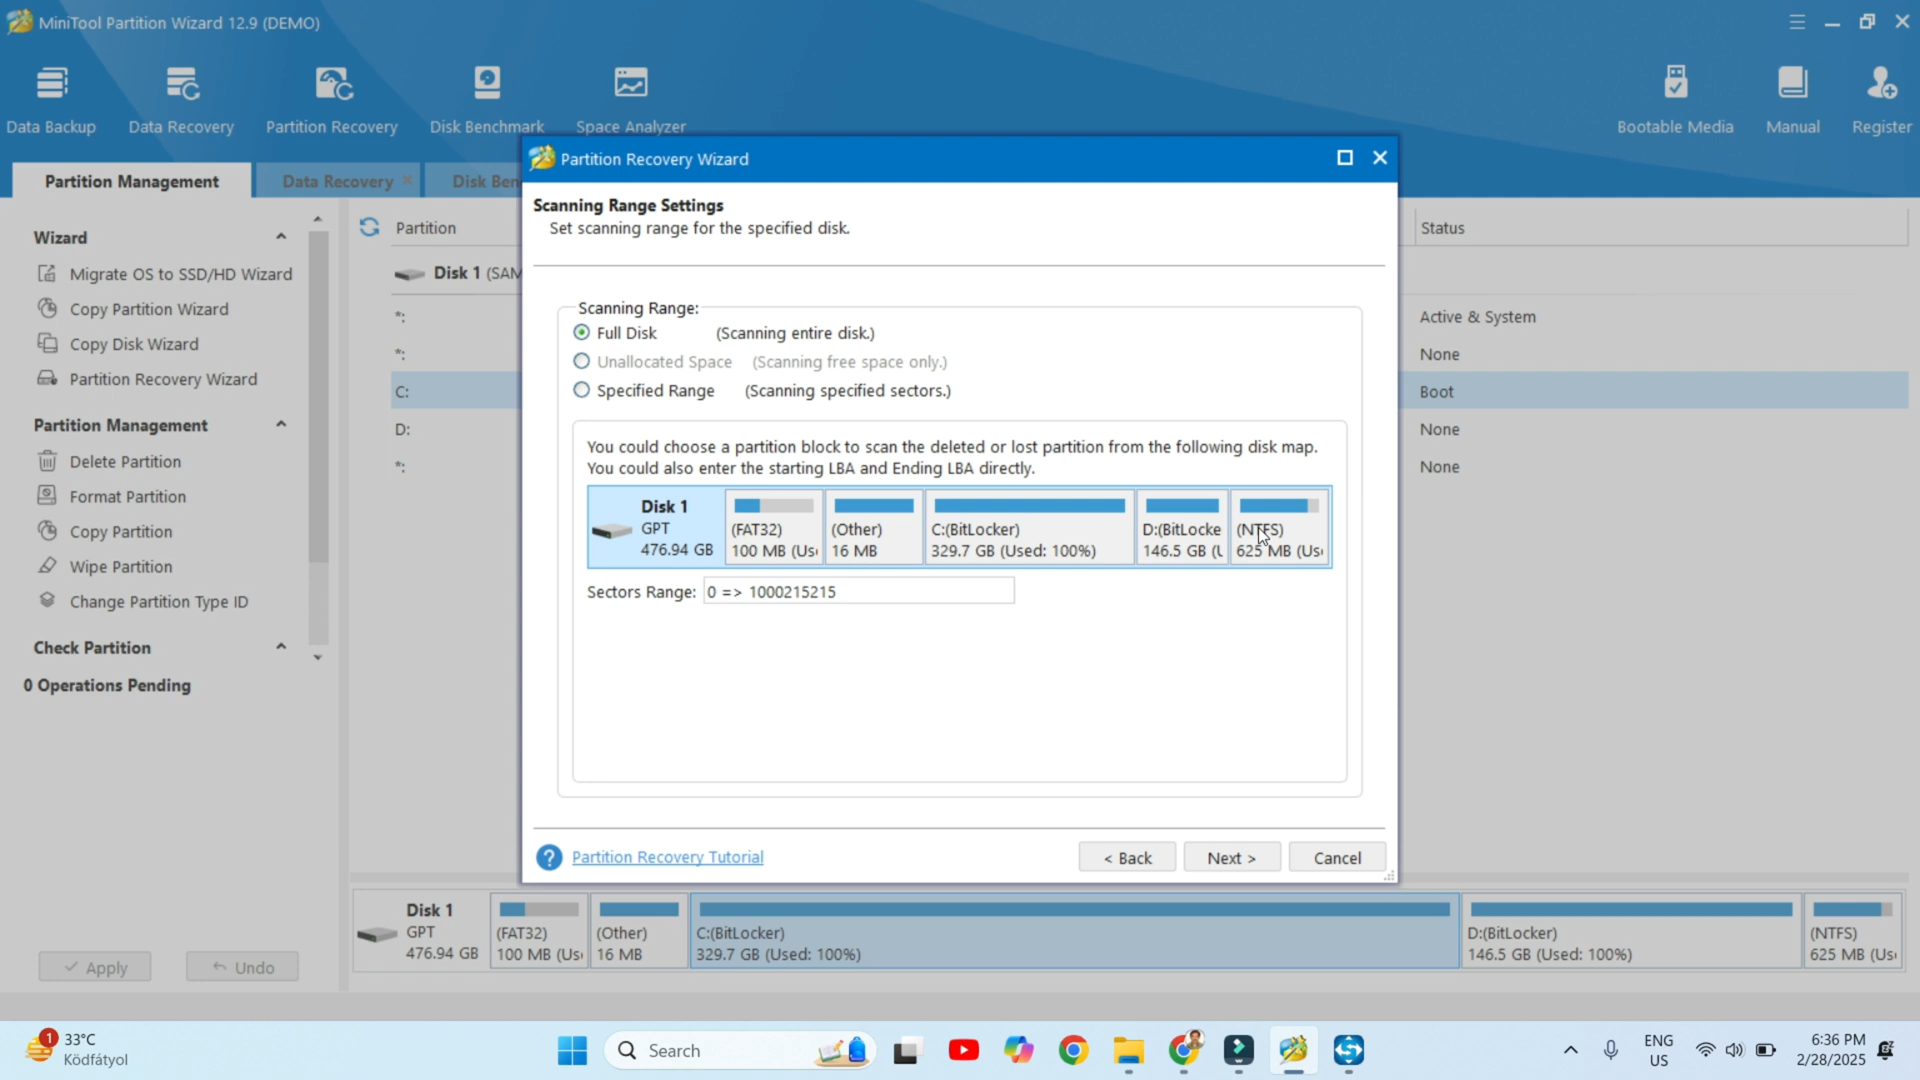 MiniTool Partition Wizard 12.9 (DEMO)
Data Backup
Data Recovery
Partition Recovery
Disk Benchmark
Space Analyzer
Bootable Media
Manual
Register
Partition Management
Data Recovery
Disk Ben
Wizard
Migrate OS to SSD/HD Wizard
Copy Partition Wizard
Copy Disk Wizard
Partition Recovery Wizard
Partition Management
Delete Partition
Format Partition
Copy Partition
Wipe Partition
Change Partition Type ID
Check Partition
0 Operations Pending
Apply
Undo
Partition
Status
Disk 1 (SAM
*:
Active & System
*:
None
C:
Boot
D:
None
*:
None
Partition Recovery Wizard
Scanning Range Settings
Set scanning range for the specified disk.
Scanning Range:
Full Disk (Scanning entire disk.)
Unallocated Space (Scanning free space only.)
Specified Range (Scanning specified sectors.)
You could choose a partition block to scan the deleted or lost partition from the following disk map.
You could also enter the starting LBA and Ending LBA directly.
Disk 1
GPT
476.94 GB
(FAT32)
100 MB (Us
(Other)
16 MB
C:(BitLocker)
329.7 GB (Used: 100%)
D:(BitLocke
146.5 GB (U
(NTFS)
625 MB (Us
Sectors Range: 0 => 1000215215
Partition Recovery Tutorial
< Back
Next >
Cancel
Disk 1
GPT
476.94 GB
(FAT32)
100 MB (Us
(Other)
16 MB
C:(BitLocker)
329.7 GB (Used: 100%)
D:(BitLocker)
146.5 GB (Used: 100%)
(NTFS)
625 MB (Us
1
33°C
Ködfátyol
Search
ENG
US
6:36 PM
2/28/2025